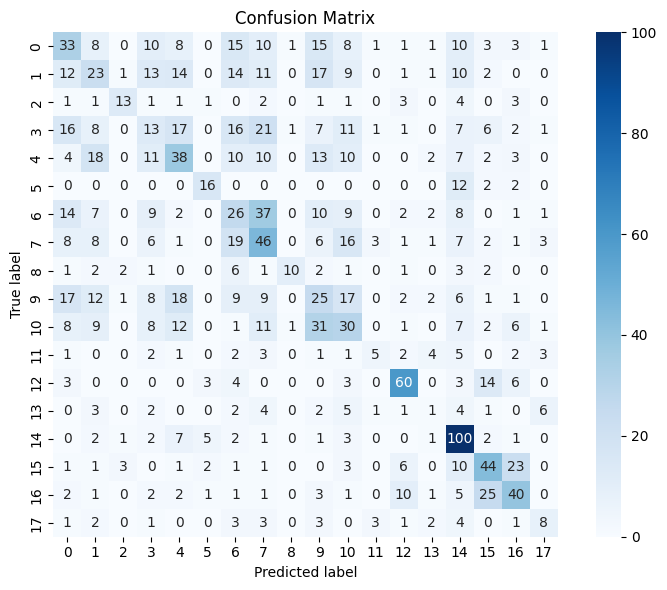 Confusion Matrix
0 33 8 0 10 8 0 15 10 1 15 8 1 1 1 10 3 3 1
1 12 23 1 13 14 0 14 11 0 17 9 0 1 1 10 2 0 0
2 1 1 13 1 1 1 0 2 0 1 1 0 3 0 4 0 3 0
3 16 8 0 13 17 0 16 21 0 7 11 1 1 0 7 6 2 1
4 4 18 0 11 38 0 10 10 0 13 10 0 0 2 7 2 3 0
5 0 0 0 0 0 16 0 0 0 0 0 0 0 0 12 2 2 0
6 14 7 0 9 2 0 26 37 0 10 9 0 2 2 8 0 1 1
7 8 8 0 6 1 0 19 46 0 6 16 3 1 1 7 2 1 3
8 1 2 2 1 0 0 6 1 10 2 1 0 1 0 3 2 0 0
9 17 12 1 8 18 0 9 9 0 25 17 0 2 2 6 1 1 0
10 8 9 0 8 12 0 1 11 1 31 30 0 1 0 7 2 6 1
11 1 0 0 2 1 0 2 3 0 1 1 5 2 4 5 0 2 3
12 3 0 0 0 0 3 4 0 0 0 3 0 60 0 3 14 6 0
13 0 3 0 2 0 0 2 4 0 2 5 1 1 1 4 1 0 6
14 0 2 1 2 7 5 2 1 0 1 3 0 0 1 100 2 1 0
15 1 1 3 0 1 2 1 1 0 0 3 0 6 0 10 44 23 0
16 2 1 0 2 2 1 1 1 0 3 1 0 10 1 5 25 40 0
17 1 2 0 1 0 0 3 3 0 3 0 3 1 2 4 0 1 8
0 1 2 3 4 5 6 7 8 9 10 11 12 13 14 15 16 17
True label
Predicted label
100
80
60
40
20
0